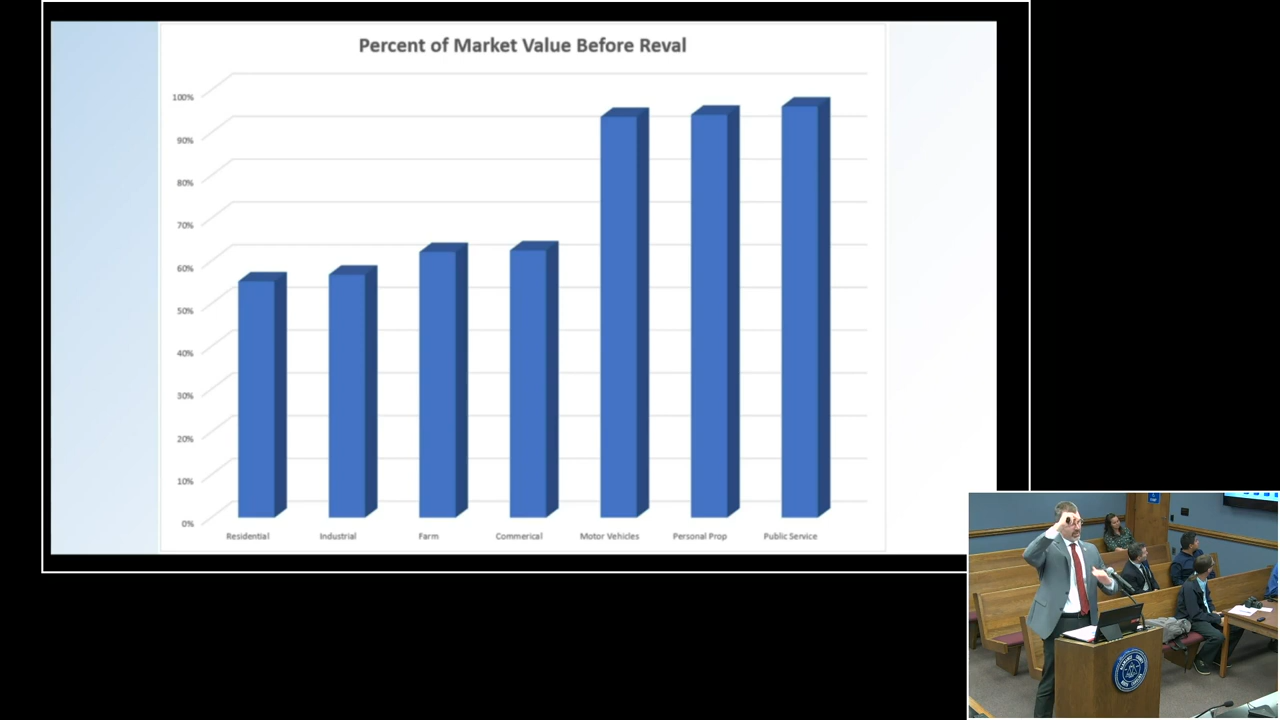 Percent of Market Value Before Reval
100%
90%
80%
70%
60%
50%
40%
30%
20%
10%
0%
Residential
Industrial
Farm
Commerical
Motor Vehicles
Personal Prop
Public Service